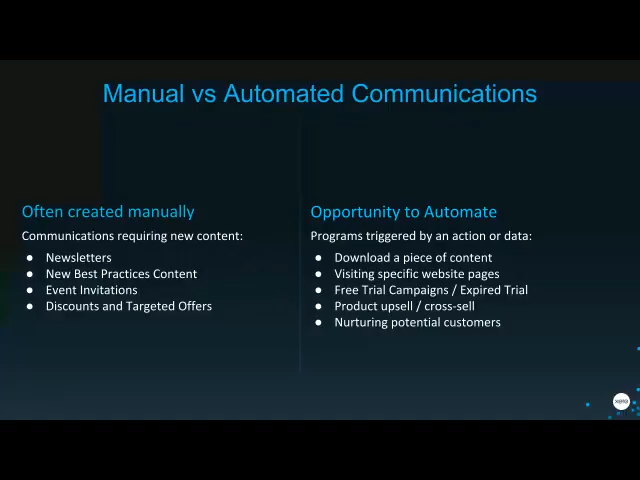 Manual vs Automated Communications
Often created manually
Communications requiring new content:
● Newsletters
● New Best Practices Content
● Event Invitations
● Discounts and Targeted Offers
Opportunity to Automate
Programs triggered by an action or data:
● Download a piece of content
● Visiting specific website pages
● Free Trial Campaigns / Expired Trial
● Product upsell / cross-sell
● Nurturing potential customers
xero